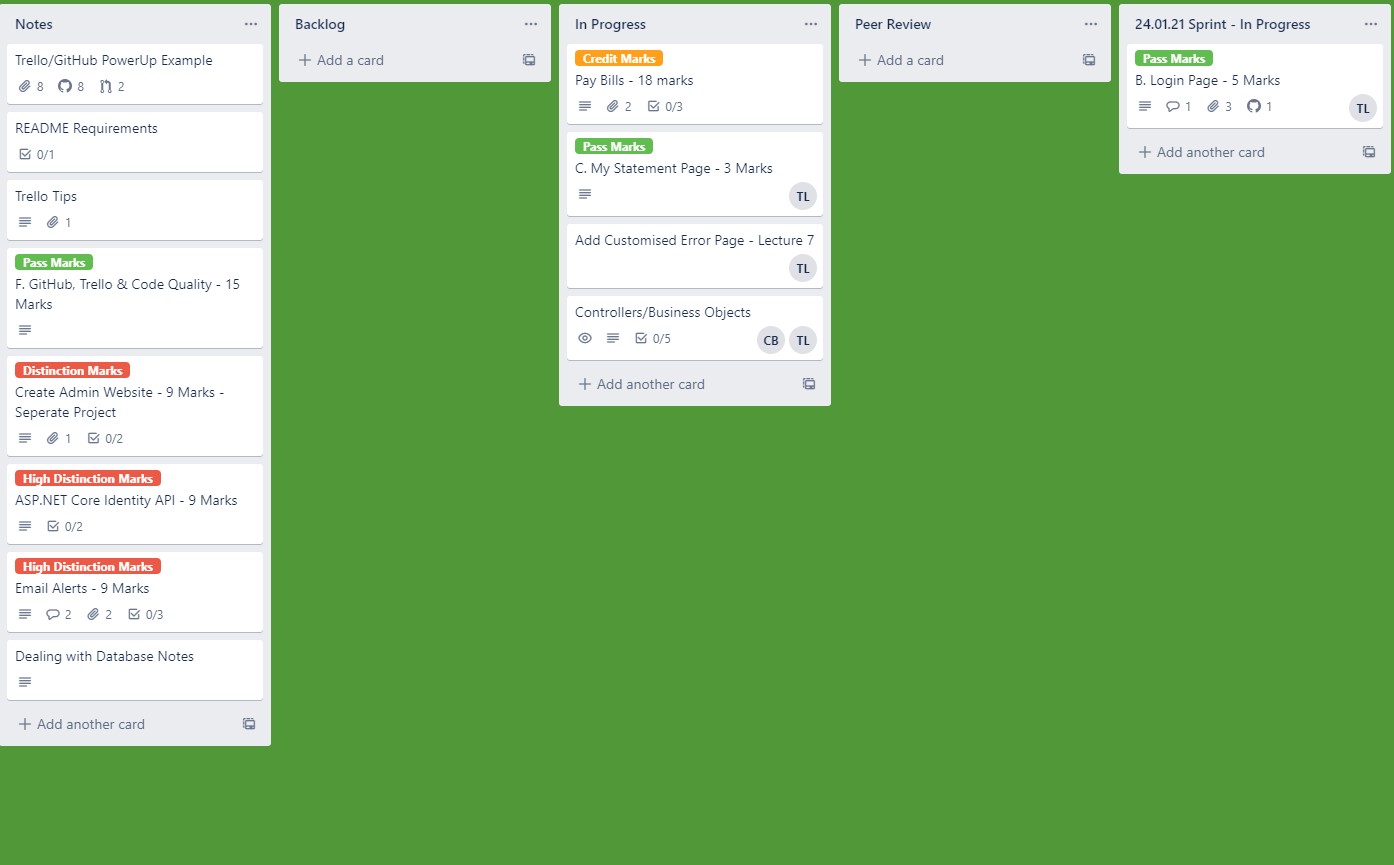 Notes
Trello/GitHub PowerUp Example
8 8 2
README Requirements
0/1
Trello Tips
1
Pass Marks
F. GitHub, Trello & Code Quality - 15
Marks
Distinction Marks
Create Admin Website - 9 Marks -
Seperate Project
1 0/2
High Distinction Marks
ASP.NET Core Identity API - 9 Marks
0/2
High Distinction Marks
Email Alerts - 9 Marks
2 2 0/3
Dealing with Database Notes
+ Add another card
Backlog
+ Add a card
In Progress
Credit Marks
Pay Bills - 18 marks
2 0/3
Pass Marks
C. My Statement Page - 3 Marks
TL
Add Customised Error Page - Lecture 7
TL
Controllers/Business Objects
0/5 CB TL
+ Add another card
Peer Review
+ Add a card
24.01.21 Sprint - In Progress
Pass Marks
B. Login Page - 5 Marks
1 3 1 TL
+ Add another card